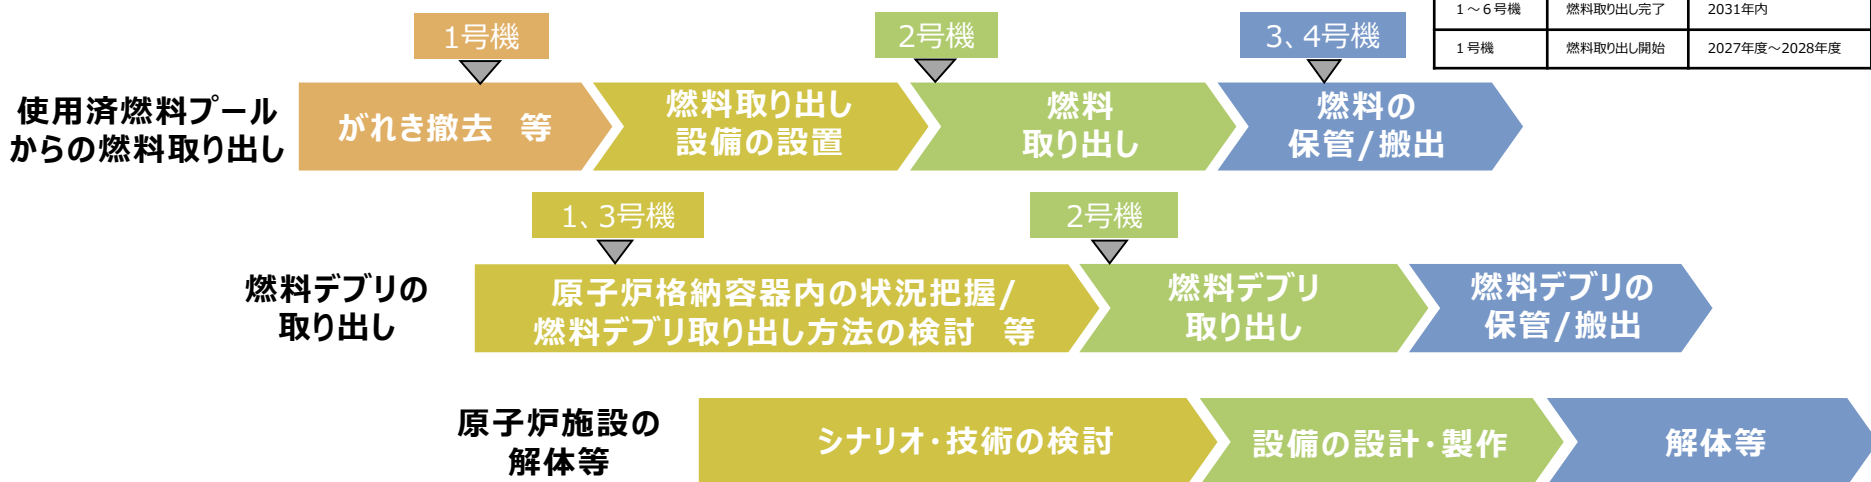 1～6号機 燃料取り出し完了 2031年内
1号機 燃料取り出し開始 2027年度～2028年度
1号機
2号機
3、4号機
使用済燃料プール
からの燃料取り出し
がれき撤去 等
燃料取り出し
設備の設置
燃料
取り出し
燃料の
保管/搬出
1、3号機
2号機
燃料デブリの
取り出し
原子炉格納容器内の状況把握/
燃料デブリ取り出し方法の検討 等
燃料デブリ
取り出し
燃料デブリの
保管/搬出
原子炉施設の
解体等
シナリオ・技術の検討
設備の設計・製作
解体等